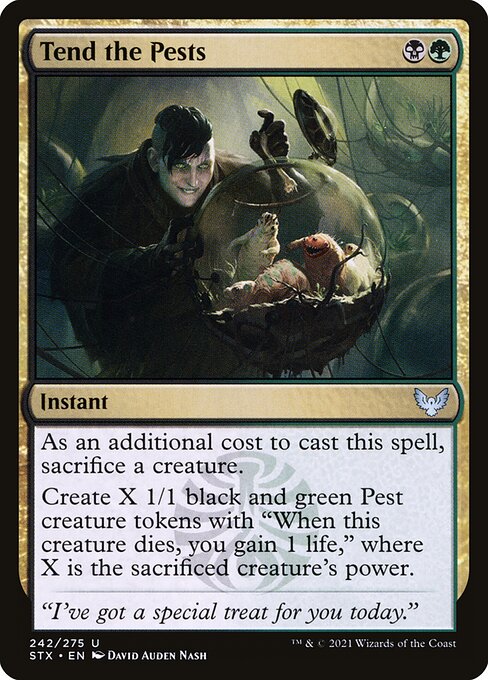 Tend the Pests
Instant
As an additional cost to cast this spell,
sacrifice a creature.
Create X 1/1 black and green Pest
creature tokens with “When this
creature dies, you gain 1 life,” where
X is the sacrificed creature’s power.
“I’ve got a special treat for you today.”
242/275 U
STX • EN David Auden Nash
™ & © 2021 Wizards of the Coast